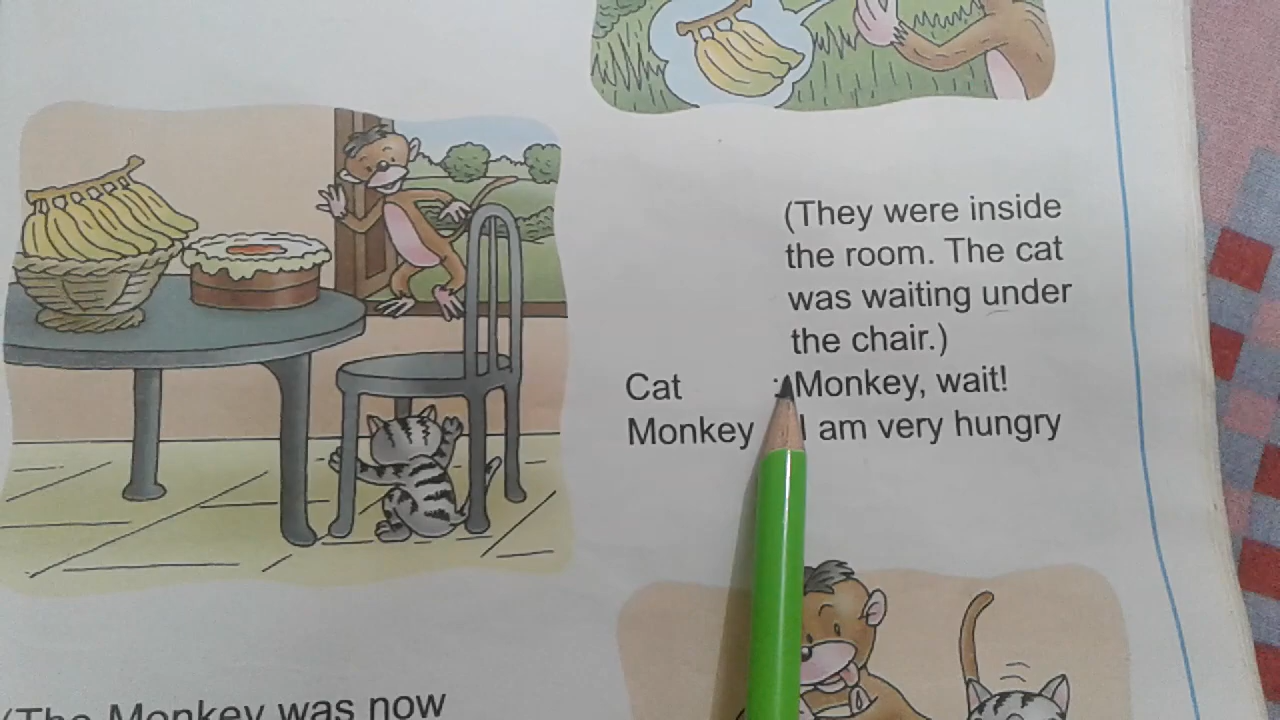 (They were inside
the room. The cat
was waiting under
the chair.)
Cat : Monkey, wait!
Monkey I am very hungry
(The Monkey was now